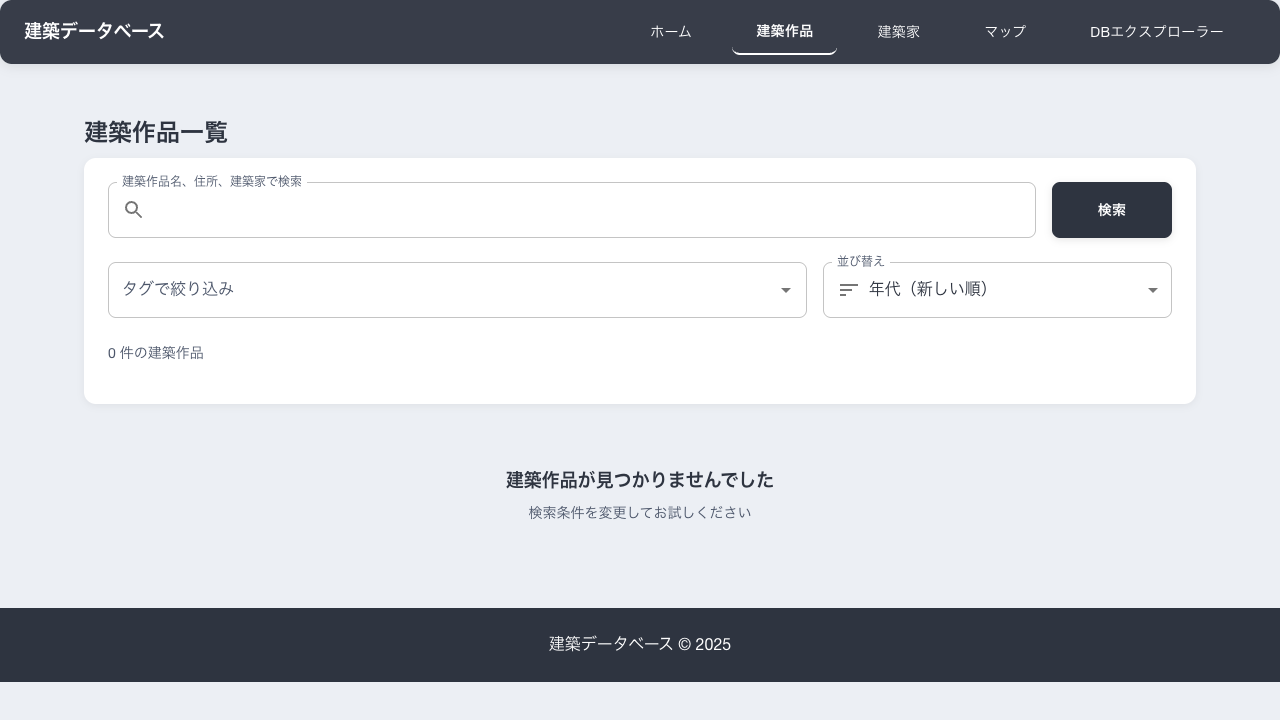 建築データベース
ホーム
建築作品
建築家
マップ
DBエクスプローラー
建築作品一覧
建築作品名、住所、建築家で検索
検索
タグで絞り込み
並び替え
年代（新しい順）
0 件の建築作品
建築作品が見つかりませんでした
検索条件を変更してお試しください
建築データベース © 2025